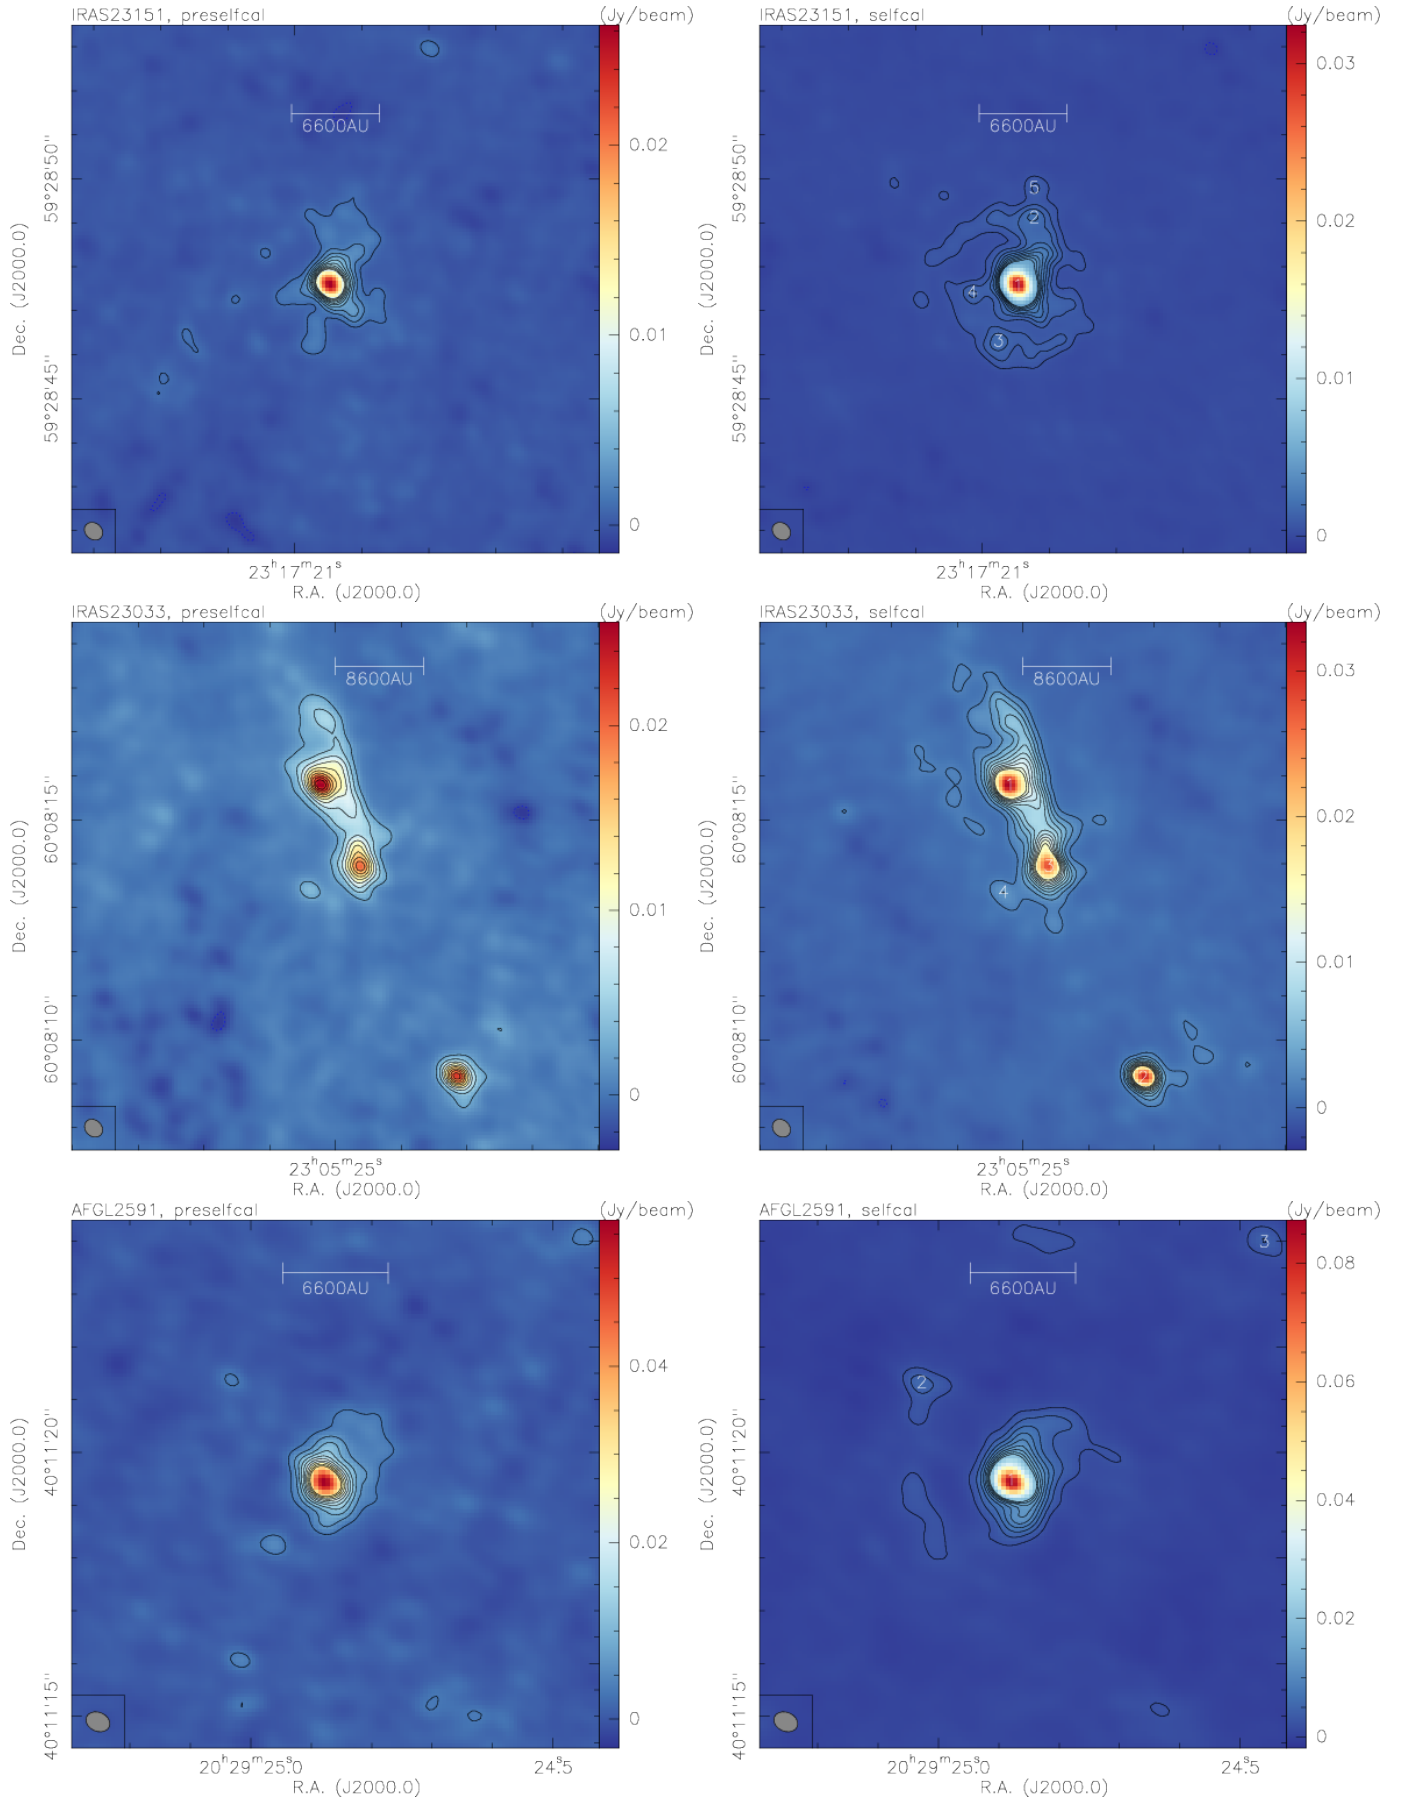 IRAS23151, preselfcal (Jy/beam)
6600AU
0.02
0.01
0
59°28'50''
59°28'45''
Dec. (J2000.0)
23ʰ17ᵐ21ˢ
R.A. (J2000.0)
IRAS23151, selfcal (Jy/beam)
6600AU
5
2
4
3
0.03
0.02
0.01
0
59°28'50''
59°28'45''
Dec. (J2000.0)
23ʰ17ᵐ21ˢ
R.A. (J2000.0)
IRAS23033, preselfcal (Jy/beam)
8600AU
0.02
0.01
0
60°08'15''
60°08'10''
Dec. (J2000.0)
23ʰ05ᵐ25ˢ
R.A. (J2000.0)
IRAS23033, selfcal (Jy/beam)
8600AU
4
0.03
0.02
0.01
0
60°08'15''
60°08'10''
Dec. (J2000.0)
23ʰ05ᵐ25ˢ
R.A. (J2000.0)
AFGL2591, preselfcal (Jy/beam)
6600AU
0.04
0.02
0
40°11'20''
40°11'15''
Dec. (J2000.0)
20ʰ29ᵐ25ˢ.0 24ˢ.5
R.A. (J2000.0)
AFGL2591, selfcal (Jy/beam)
3
6600AU
2
0.08
0.06
0.04
0.02
0
40°11'20''
40°11'15''
Dec. (J2000.0)
20ʰ29ᵐ25ˢ.0 24ˢ.5
R.A. (J2000.0)